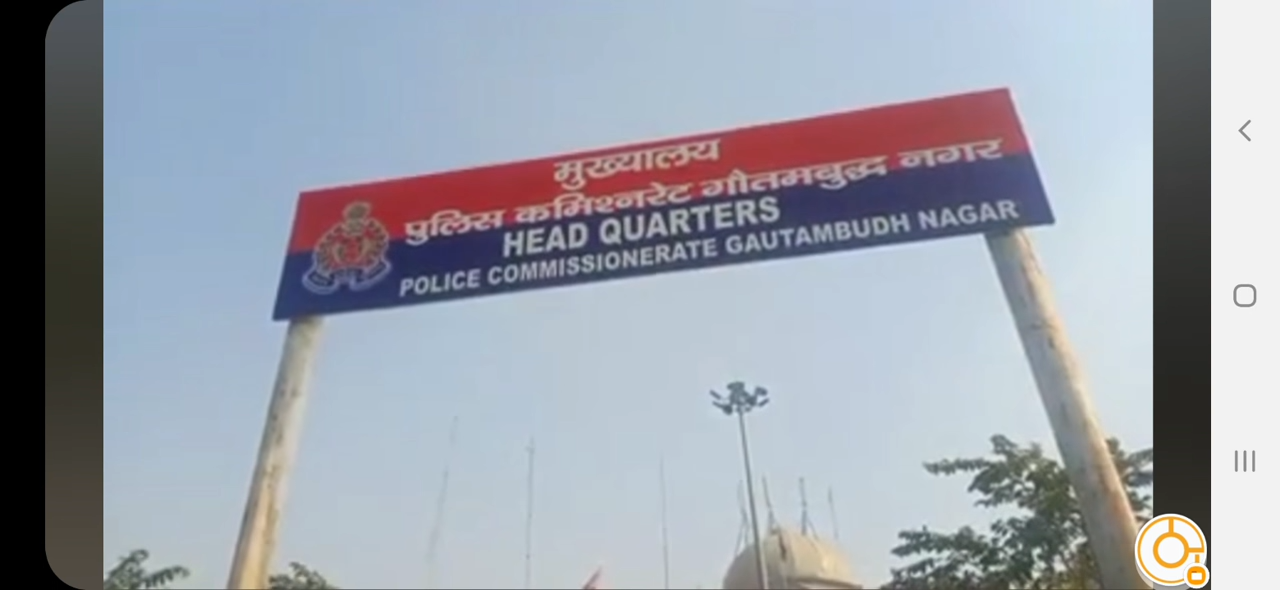 मुख्यालय
पुलिस कमिश्नरेट गौतमबुद्ध नगर
HEAD QUARTERS
POLICE COMMISSIONERATE GAUTAMBUDH NAGAR